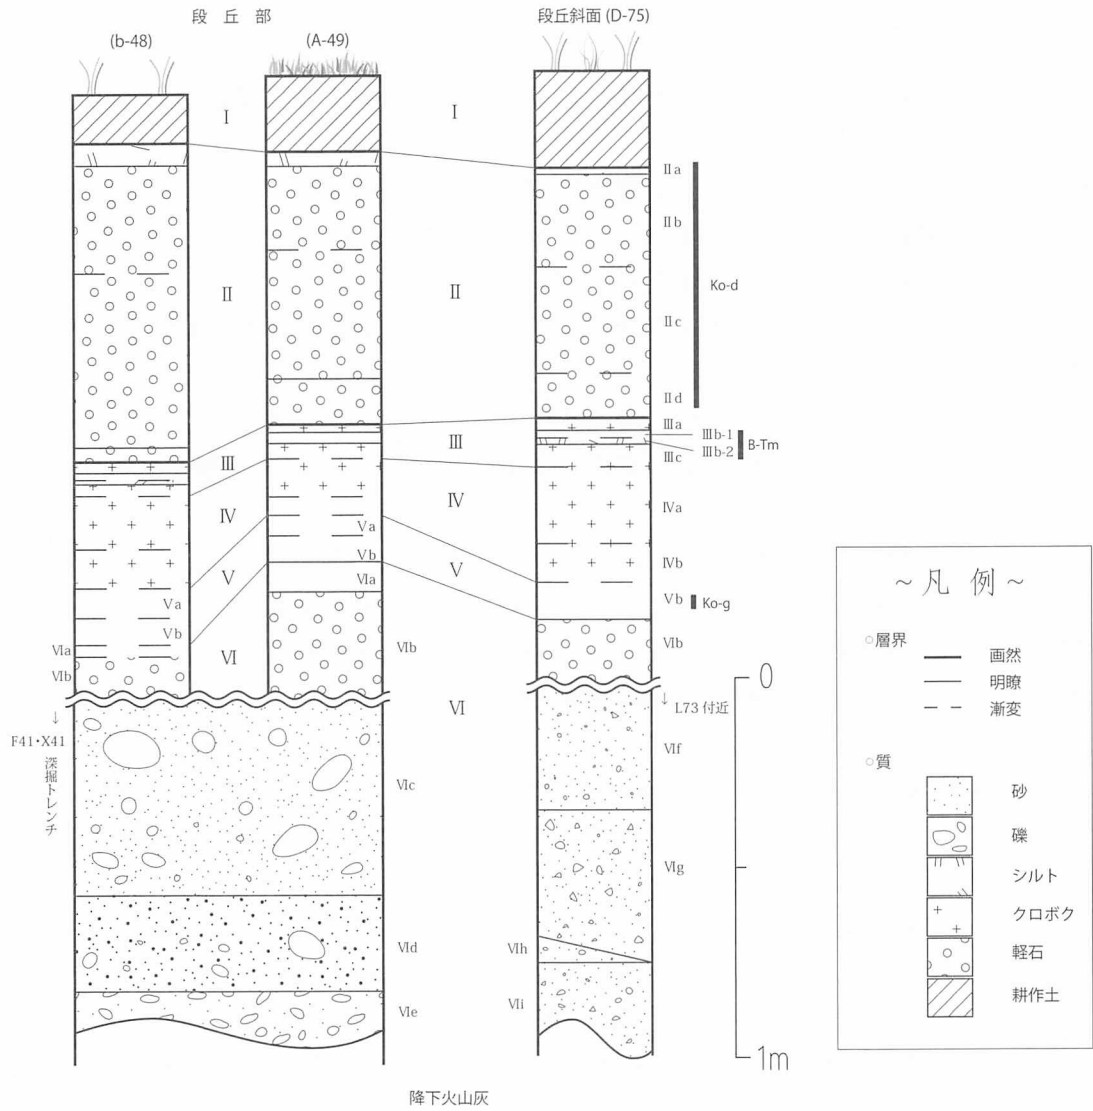 段丘部
段丘斜面 (D-75)
(b-48)
(A-49)
I
I
II
II
III
III
IV
IV
V
V
VI
VI
Va
Vb
VIa
VIb
Va
Vb
VIa
VIb
IIa
IIb
IIc
IId
Ko-d
IIIa
IIIb-1
IIIb-2
B-Tm
IIIc
IVa
IVb
Vb
Ko-g
VIb
↓
F41・X41
深掘トレンチ
VIc
VId
VIe
↓ L73 付近
VIf
VIg
VIh
VIi
0
1m
～凡 例～
○層界
画然
明瞭
漸変
○質
砂
礫
シルト
クロボク
軽石
耕作土
降下火山灰